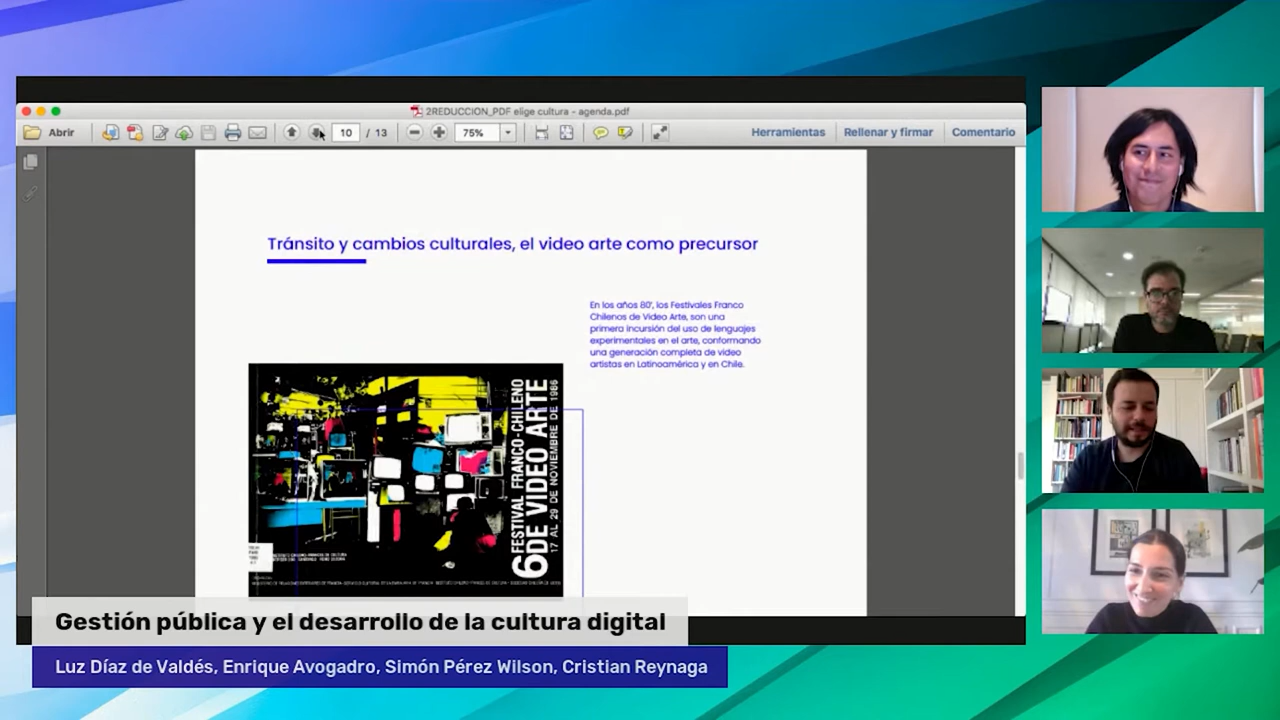 2REDUCCION_PDF elige cultura - agenda.pdf
Abrir
10 / 13
75%
Herramientas
Rellenar y firmar
Comentario
Tránsito y cambios culturales, el video arte como precursor
En los años 80', los Festivales Franco
Chilenos de Video Arte, son una
primera incursión del uso de lenguajes
experimentales en el arte, conformando
una generación completa de video
artistas en Latinoamérica y en Chile.
6 FESTIVAL FRANCO-CHILENO
DE VIDEO ARTE
17 AL 29 DE NOVIEMBRE DE 1986
Gestión pública y el desarrollo de la cultura digital
Luz Díaz de Valdés, Enrique Avogadro, Simón Pérez Wilson, Cristian Reynaga